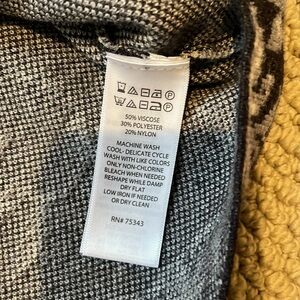 50% VISCOSE
30% POLYESTER
20% NYLON
MACHINE WASH
COOL- DELICATE CYCLE
WASH WITH LIKE COLORS
ONLY NON-CHLORINE
BLEACH WHEN NEEDED
RESHAPE WHILE DAMP
DRY FLAT
LOW IRON IF NEEDED
OR DRY CLEAN
RN# 75343